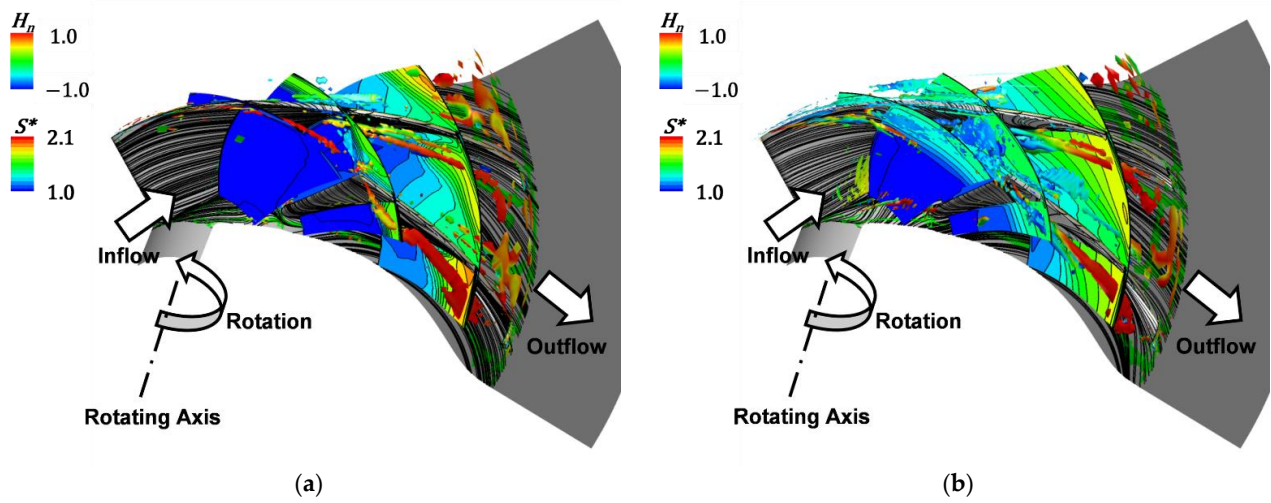 Hn
1.0
−1.0
S*
2.1
1.0
Inflow
Rotation
Rotating Axis
Outflow
(a)
Hn
1.0
−1.0
S*
2.1
1.0
Inflow
Rotation
Rotating Axis
Outflow
(b)